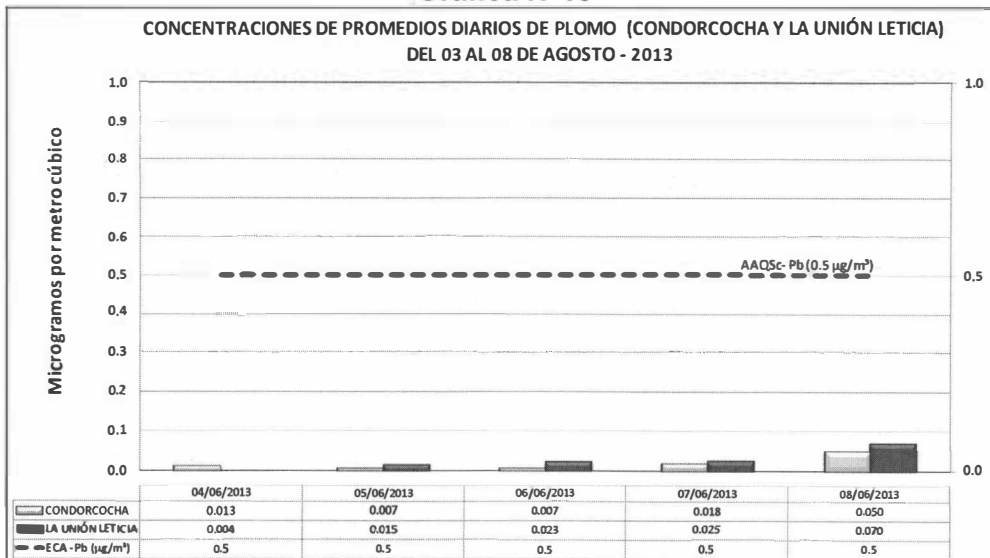 CONCENTRACIONES DE PROMEDIOS DIARIOS DE PLOMO (CONDORCOCHA Y LA UNIÓN LETICIA)
DEL 03 AL 08 DE AGOSTO - 2013
Microgramos por metro cúbico
1.0 1.0
0.9
0.8
0.7
0.6
AAQSc- Pb (0.5 µg/m³)
0.5 0.5
0.4
0.3
0.2
0.1
0.0 0.0
04/06/2013 05/06/2013 06/06/2013 07/06/2013 08/06/2013
CONDORCOCHA 0.013 0.007 0.007 0.018 0.050
LA UNIÓN LETICIA 0.004 0.015 0.023 0.025 0.070
ECA -Pb (µg/m³) 0.5 0.5 0.5 0.5 0.5